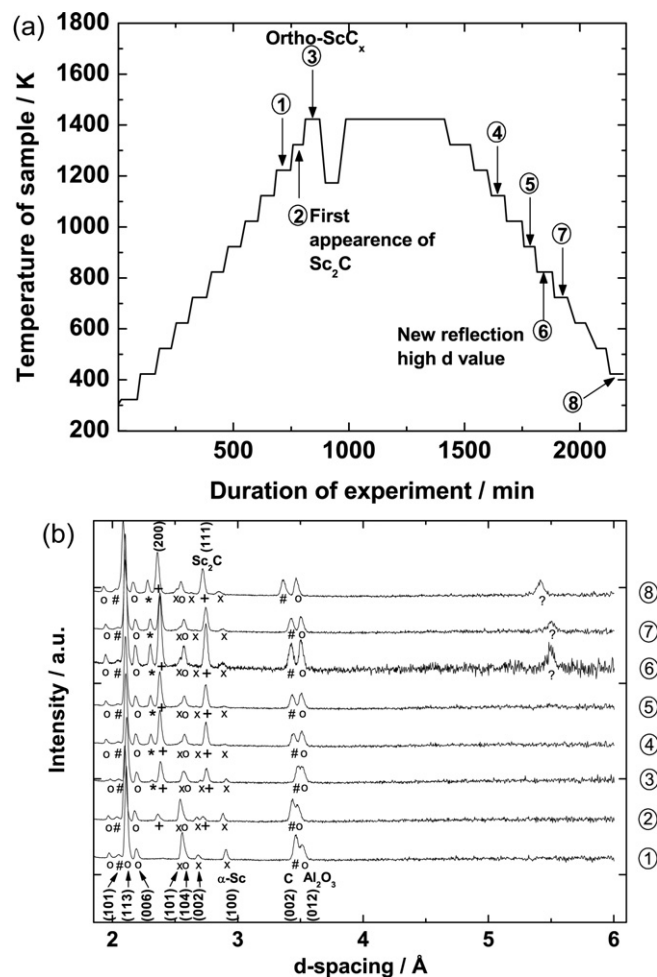 (a)
1800
1600
1400
1200
1000
800
600
400
200
Temperature of sample / K
Ortho-ScCx
③
①
② First
appearence of
Sc2C
④
⑤
⑦
⑥
New reflection
high d value
⑧
500 1000 1500 2000
Duration of experiment / min
(b)
Intensity / a.u.
(200) (111)
Sc2C
o # o * + x o x + x # o ? ⑧
o # o * + x o x + x # o ? ⑦
o # o * + x o x + x # o ? ⑥
o # o * + x o x + x # o ⑤
o # o * + x o x + x # o ④
o # o * + x o x + x # o ③
o # o + x o x + x # o ②
o # o o x o x x # o ①
α-Sc C Al2O3
(101) (113) (006) (101) (104) (002) (100) (002) (012)
2 3 4 5 6
d-spacing / Å